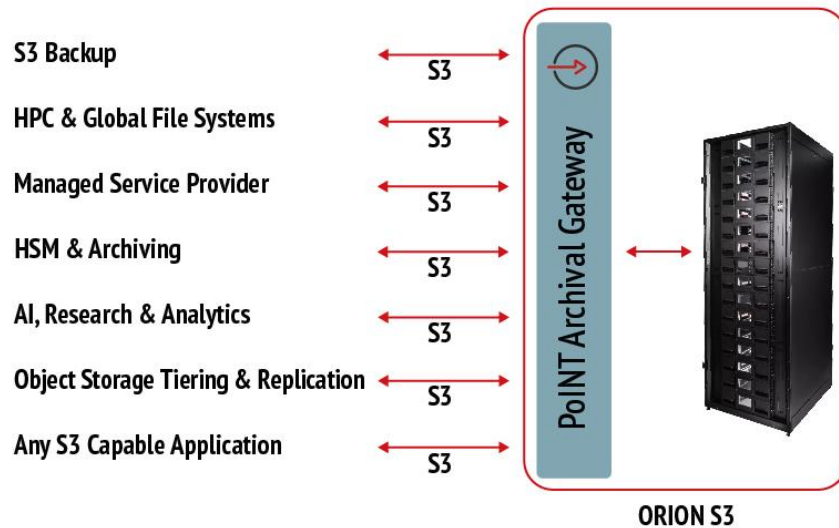 S3 Backup
S3
HPC & Global File Systems
S3
Managed Service Provider
S3
HSM & Archiving
S3
AI, Research & Analytics
S3
Object Storage Tiering & Replication
S3
Any S3 Capable Application
S3
PoINT Archival Gateway
ORION S3